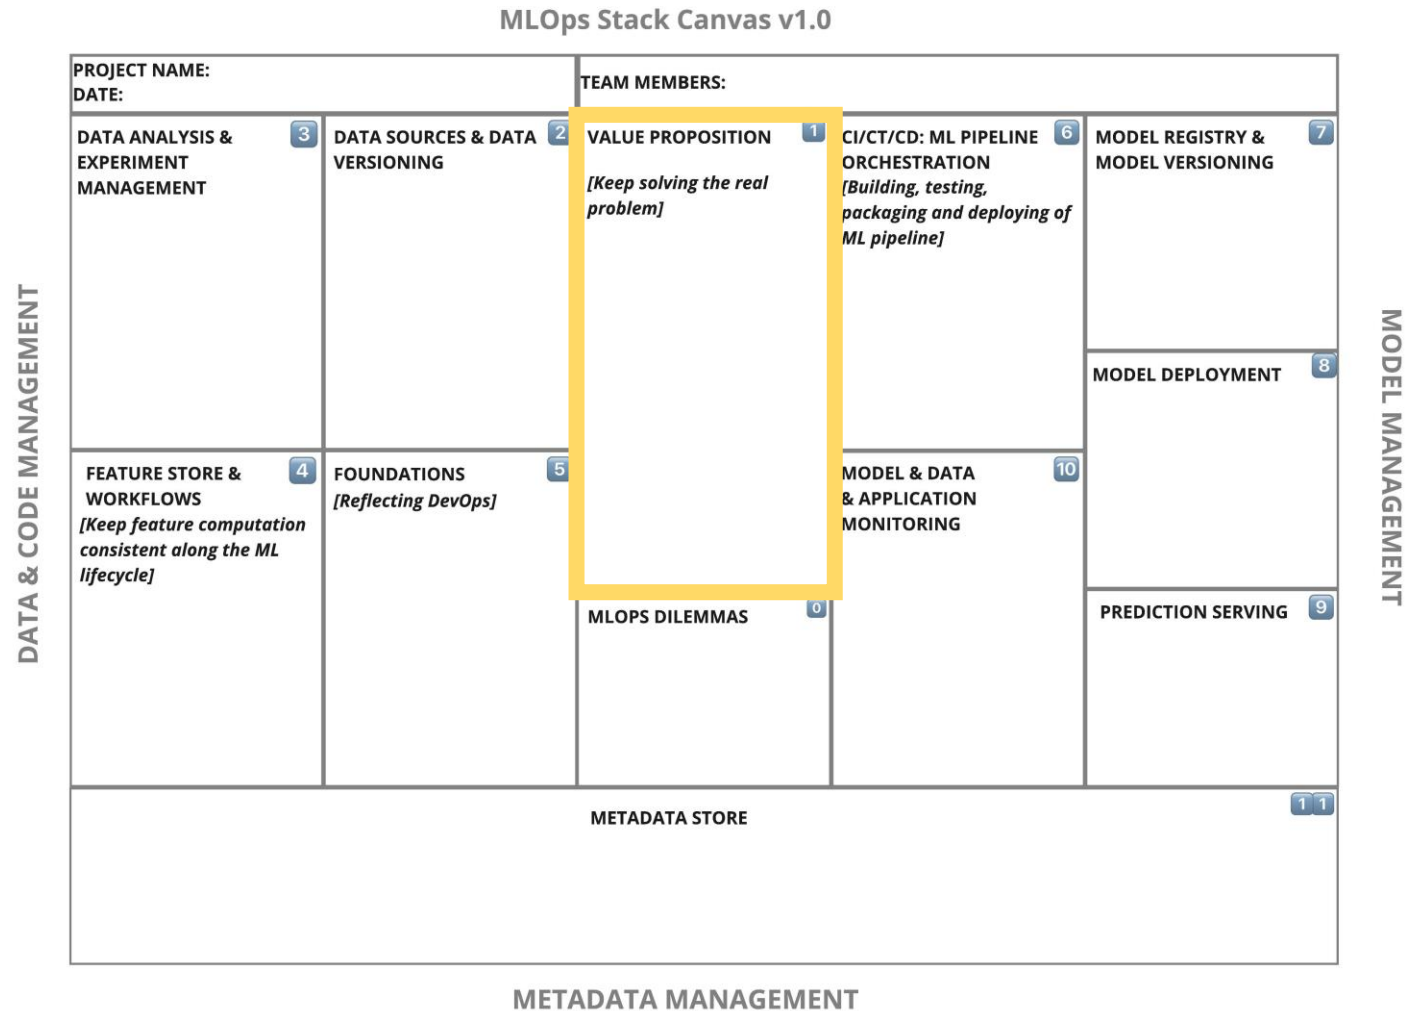 MLOps Stack Canvas v1.0
PROJECT NAME:
DATE:
TEAM MEMBERS:
DATA ANALYSIS &
EXPERIMENT
MANAGEMENT
3
DATA SOURCES & DATA
VERSIONING
2
VALUE PROPOSITION
1
[Keep solving the real
problem]
CI/CT/CD: ML PIPELINE
ORCHESTRATION
6
[Building, testing,
packaging and deploying of
ML pipeline]
MODEL REGISTRY &
MODEL VERSIONING
7
MODEL DEPLOYMENT
8
FEATURE STORE &
WORKFLOWS
4
[Keep feature computation
consistent along the ML
lifecycle]
FOUNDATIONS
5
[Reflecting DevOps]
MLOPS DILEMMAS
0
MODEL & DATA
& APPLICATION
MONITORING
10
PREDICTION SERVING
9
METADATA STORE
11
DATA & CODE MANAGEMENT
MODEL MANAGEMENT
METADATA MANAGEMENT